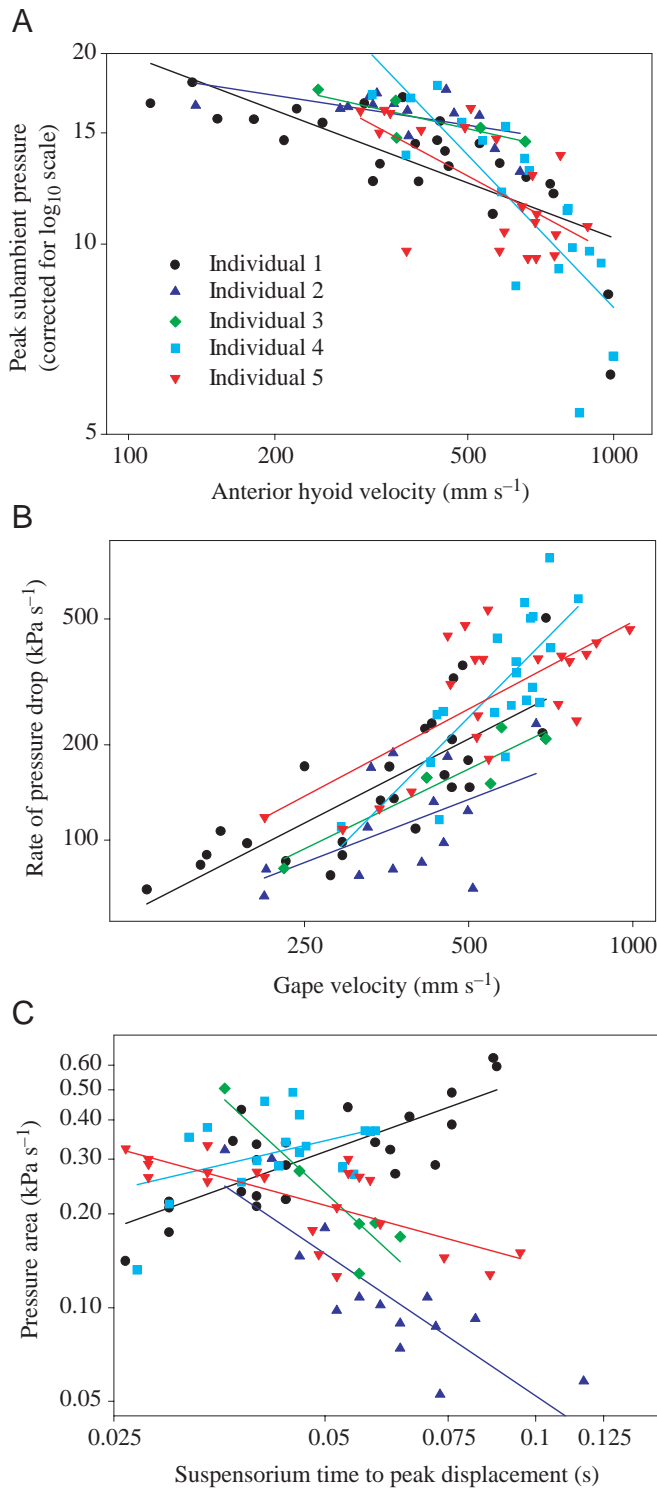 A
Peak subambient pressure
(corrected for log10 scale)
20
15
10
5
Individual 1
Individual 2
Individual 3
Individual 4
Individual 5
100 200 500 1000
Anterior hyoid velocity (mm s–1)
B
Rate of pressure drop (kPa s–1)
500
200
100
250 500 1000
Gape velocity (mm s–1)
C
Pressure area (kPa s–1)
0.60
0.50
0.40
0.30
0.20
0.10
0.05
0.025 0.05 0.075 0.1 0.125
Suspensorium time to peak displacement (s)